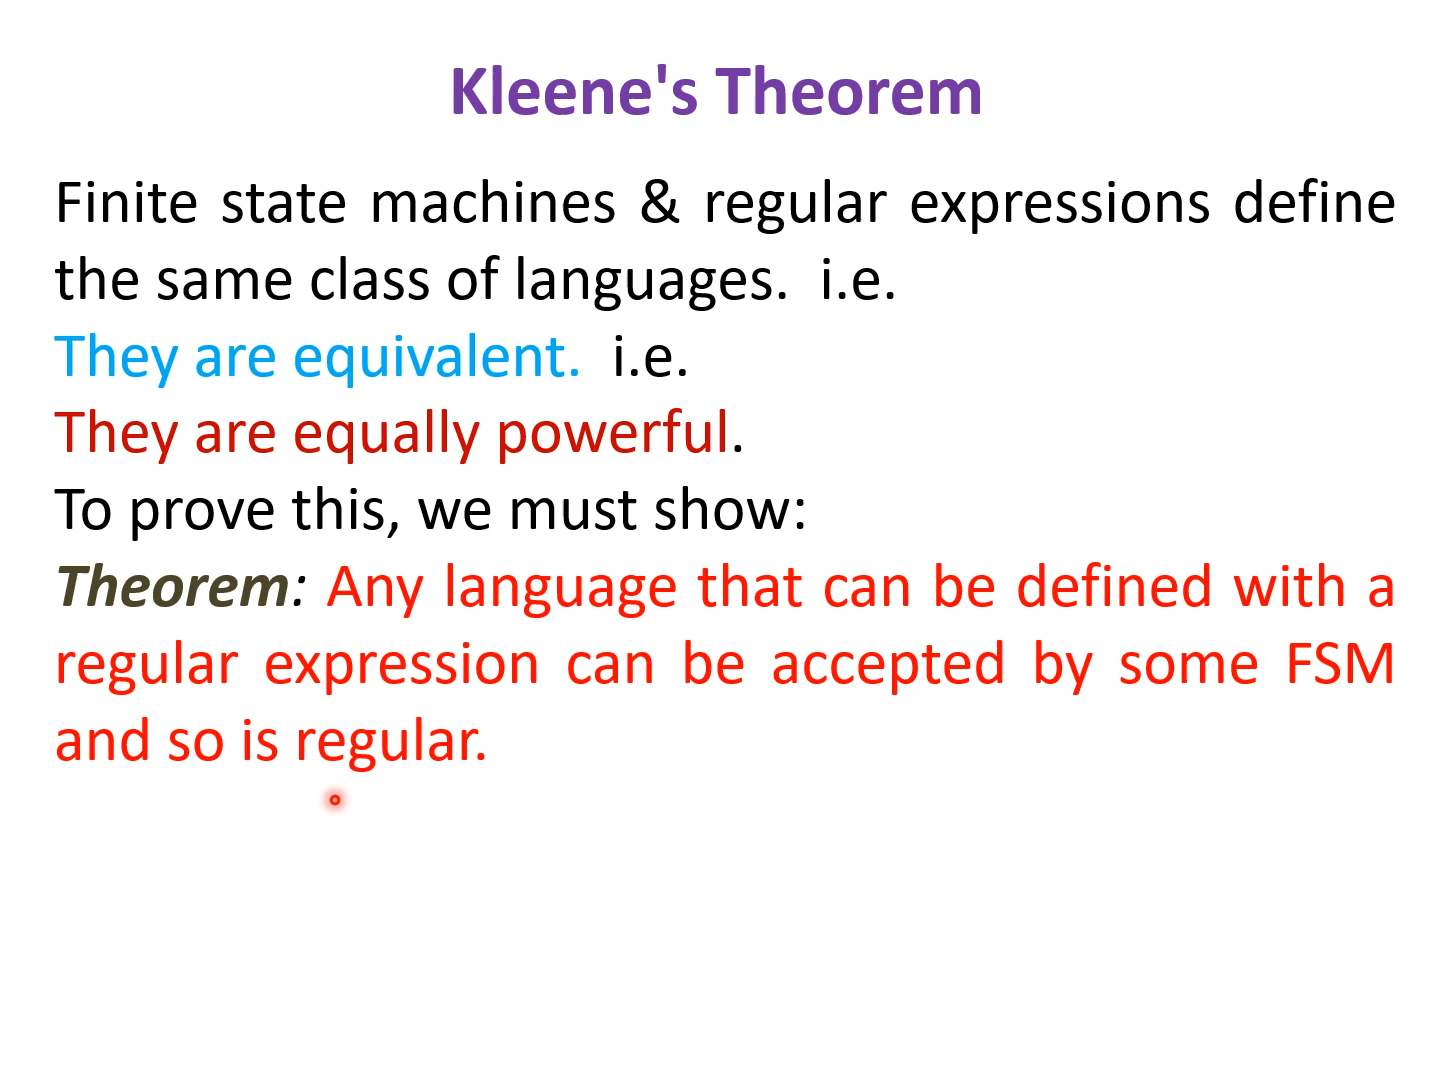 Kleene's Theorem
Finite state machines & regular expressions define
the same class of languages.  i.e.
They are equivalent.  i.e.
They are equally powerful.
To prove this, we must show:
Theorem: Any language that can be defined with a
regular expression can be accepted by some FSM
and so is regular.